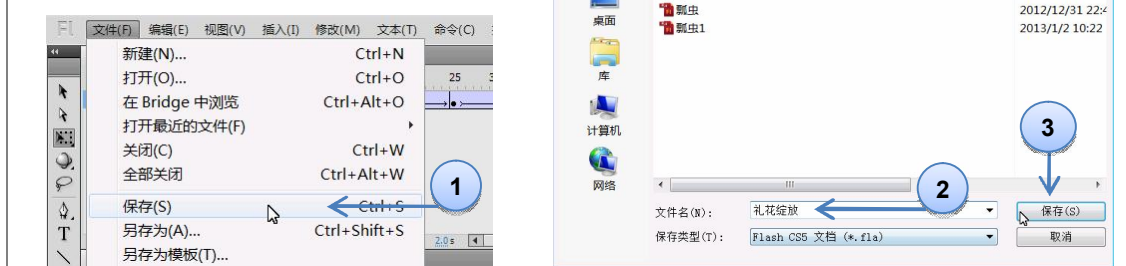 Fl 文件(F) 编辑(E) 视图(V) 插入(I) 修改(M) 文本(T) 命令(C)
新建(N)... Ctrl+N
打开(O)... Ctrl+O
在 Bridge 中浏览 Ctrl+Alt+O
打开最近的文件(F)
关闭(C) Ctrl+W
全部关闭 Ctrl+Alt+W
保存(S) Ctrl+S
另存为(A)... Ctrl+Shift+S
另存为模板(T)...
T
25
2.0s
1
桌面
库
计算机
网络
瓢虫 2012/12/31 22:4
瓢虫1 2013/1/2 10:22
3
2
文件名(N): 礼花绽放 保存(S)
保存类型(T): Flash CS5 文档 (*.fla) 取消